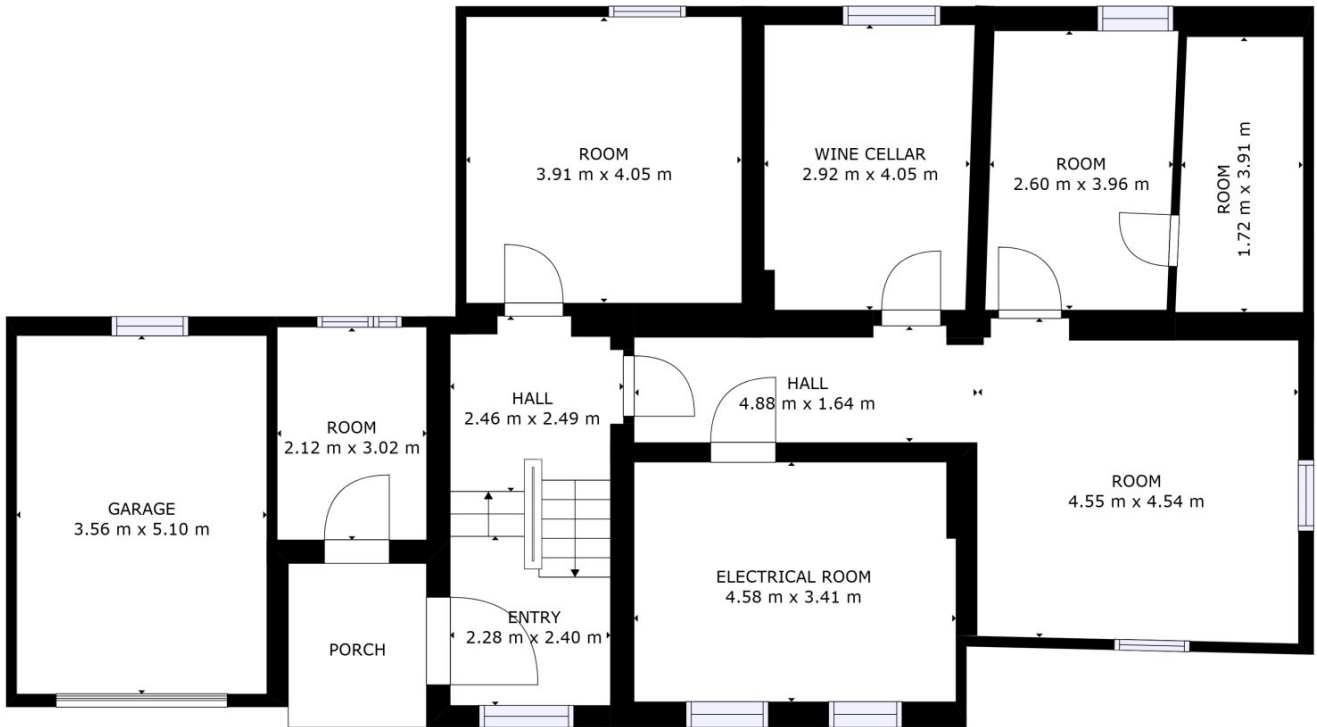 ROOM
3.91 m x 4.05 m
WINE CELLAR
2.92 m x 4.05 m
ROOM
2.60 m x 3.96 m
ROOM
1.72 m x 3.91 m
HALL
2.46 m x 2.49 m
HALL
4.88 m x 1.64 m
ROOM
2.12 m x 3.02 m
GARAGE
3.56 m x 5.10 m
ROOM
4.55 m x 4.54 m
ELECTRICAL ROOM
4.58 m x 3.41 m
ENTRY
2.28 m x 2.40 m
PORCH